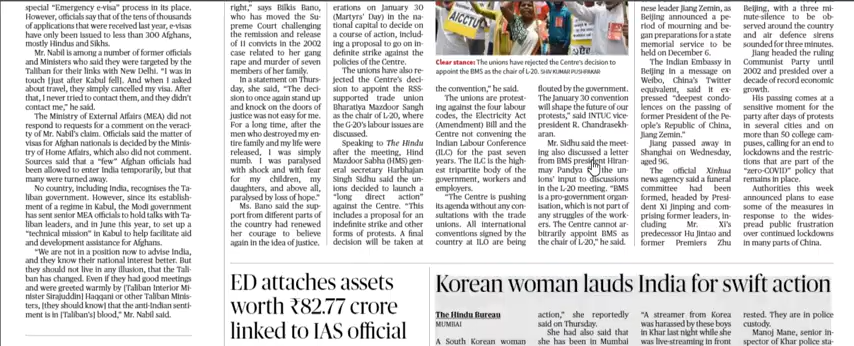 special “Emergency e-visa” process in its place.
However, officials say that of the tens of thousands
of applications that were received last year, e-visas
have only been issued to less than 300 Afghans,
mostly Hindus and Sikhs.
Mr. Nabil is among a number of former officials
and Ministers who said they were targeted by the
Taliban for their links with New Delhi. “I was in
touch [just after Kabul fell]. And when I asked
about travel, they simply cancelled my visa. After
that, I never tried to contact them, and they didn’t
contact me,” he said.
The Ministry of External Affairs (MEA) did not
respond to requests for a comment on the verac-
ity of Mr. Nabil’s claim. Officials said the matter of
visas for Afghan nationals is decided by the Minis-
try of Home Affairs, which also did not comment.
Sources said that a “few” Afghan officials had
been allowed to enter India temporarily, but that
many were turned away.
No country, including India, recognises the Ta-
liban government. However, since its establish-
ment of a regime in Kabul, the Modi government
has sent senior MEA officials to hold talks with Ta-
liban leaders, and in June this year, to set up a
“technical mission” in Kabul to help facilitate aid
and development assistance for Afghans.
“We are not in a position now to advise India,
and they know their national interest better. But
they should not live in any illusion, that the Tali-
ban has changed. Even if they had good meetings
and were greeted warmly by [Taliban Interior Mi-
nister Sirajuddin] Haqqani or other Taliban Minis-
ters, [they should know] that the anti-Indian senti-
ment is in [Taliban’s] blood,” Mr. Nabil said.
right,” says Bilkis Bano,
who has moved the Su-
preme Court challenging
the remission and release
of 11 convicts in the 2002
case related to her gang
rape and murder of seven
members of her family.
In a statement on Thurs-
day, she said, “The deci-
sion to once again stand up
and knock on the doors of
justice was not easy for me.
For a long time, after the
men who destroyed my en-
tire family and my life were
released, I was simply
numb. I was paralysed
with shock and with fear
for my children, my
daughters, and above all,
paralysed by loss of hope.”
Ms. Bano said the sup-
port from different parts of
the country had renewed
her courage to believe
again in the idea of justice.
erations on January 30
(Martyrs’ Day) in the na-
tional capital to decide on
a course of action, includ-
ing a proposal to go on in-
definite strike against the
policies of the Centre.
The unions have also re-
jected the Centre’s deci-
sion to appoint the RSS-
supported trade union
Bharatiya Mazdoor Sangh
as the chair of L-20, where
the G-20’s labour issues are
discussed.
Speaking to The Hindu
after the meeting, Hind
Mazdoor Sabha (HMS) gen-
eral secretary Harbhajan
Singh Sidhu said the un-
ions decided to launch a
“long direct action”
against the Centre. “This
includes a proposal for an
indefinite strike and other
forms of protests. A final
decision will be taken at
AICCTU
Clear stance: The unions have rejected the Centre’s decision to
appoint the BMS as the chair of L-20. SHIV KUMAR PUSHPAKAR
the convention,” he said.
The unions are protest-
ing against the four labour
codes, the Electricity Act
(Amendment) Bill and the
Centre not convening the
Indian Labour Conference
(ILC) for the past seven
years. The ILC is the high-
est tripartite body of the
government, workers and
employers.
“The Centre is pushing
its agenda without any con-
sultations with the trade
unions. All international
conventions signed by the
country at ILO are being
flouted by the government.
The January 30 convention
will shape the future of our
protests,” said INTUC vice-
president R. Chandrasekh-
aran.
Mr. Sidhu said the meet-
ing also discussed a letter
from BMS president Hiran-
may Pandya the un-
ions’ input to discussions
in the L-20 meeting. “BMS
is a pro-government organ-
isation, which is not part of
any struggles of the work-
ers. The Centre cannot ar-
bitrarily appoint BMS as
the chair of L-20,” he said.
nese leader Jiang Zemin, as
Beijing announced a pe-
riod of mourning and be-
gan preparations for a state
memorial service to be
held on December 6.
The Indian Embassy
in Beijing in a message on
Weibo, China’s Twitter
equivalent, said it ex-
pressed “deepest condo-
lences on the passing of
former President of the Pe-
ople’s Republic of China,
Jiang Zemin.”
Jiang passed away in
Shanghai on Wednesday,
aged 96.
The official Xinhua
news agency said a funeral
committee had been
formed, headed by Presi-
dent Xi Jinping and com-
prising former leaders, in-
cluding Mr. Xi’s
predecessor Hu Jintao and
former Premiers Zhu
Beijing, with a three mi-
nute-silence to be ob-
served around the country
and air defence sirens
sounded for three minutes.
Jiang headed the ruling
Communist Party until
2002 and presided over a
decade of record economic
growth.
His passing comes at a
sensitive moment for the
party after days of protests
in several cities and on
more than 50 college cam-
puses, calling for an end to
lockdowns and the restric-
tions that are part of the
“zero-COVID” policy that
remains in place.
Authorities this week
announced plans to ease
some of the measures in
response to the wides-
pread public frustration
over continued lockdowns
in many parts of China.
ED attaches assets
worth ₹82.77 crore
linked to IAS official
Korean woman lauds India for swift action
The Hindu Bureau
MUMBAI
A South Korean woman
action,” she reportedly
said on Thursday.
She had also said that
she has been in Mumbai
“A streamer from Korea
was harassed by these boys
in Khar last night while she
was live-streaming in front
rested. They are in police
custody.
Manoj Mane, senior in-
spector of Khar police sta-